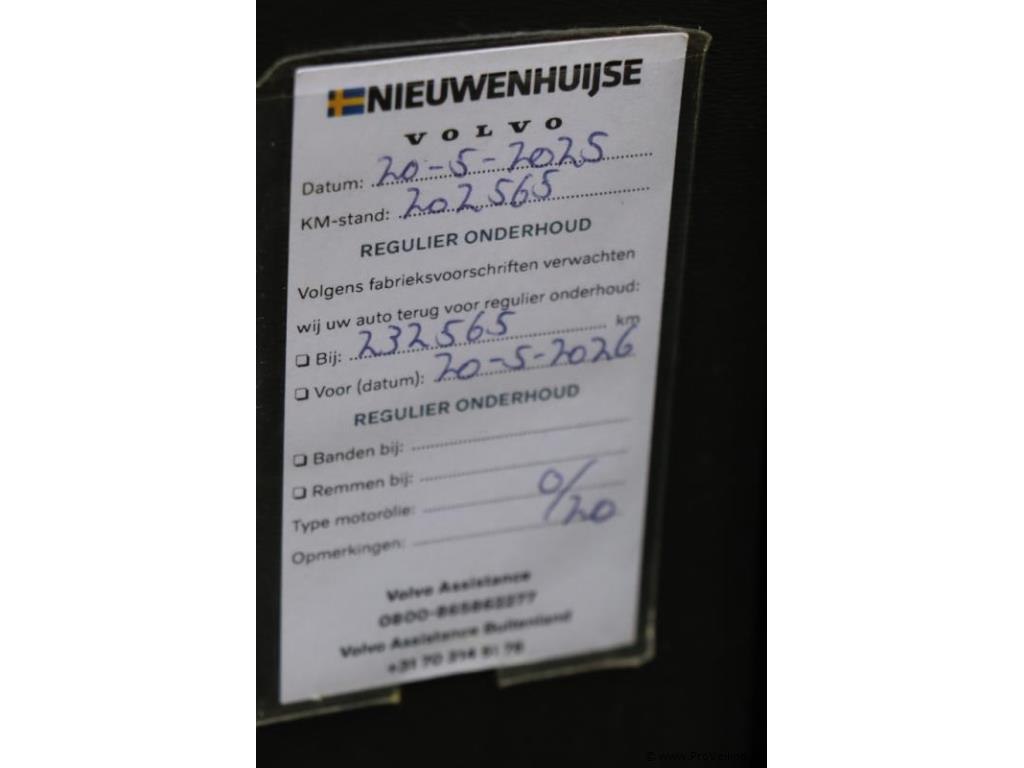 NIEUWENHUIJSE
VOLVO
Datum: 20-5-2025
KM-stand: 202565
REGULIER ONDERHOUD
Volgens fabrieksvoorschriften verwachten
wij uw auto terug voor regulier onderhoud:
Bij: 232565 km
Voor (datum): 20-5-2026
REGULIER ONDERHOUD
Banden bij:
Remmen bij:
Type motorolie: 0/20
Opmerkingen:
Volvo Assistance
Volvo Assistance Buitenland